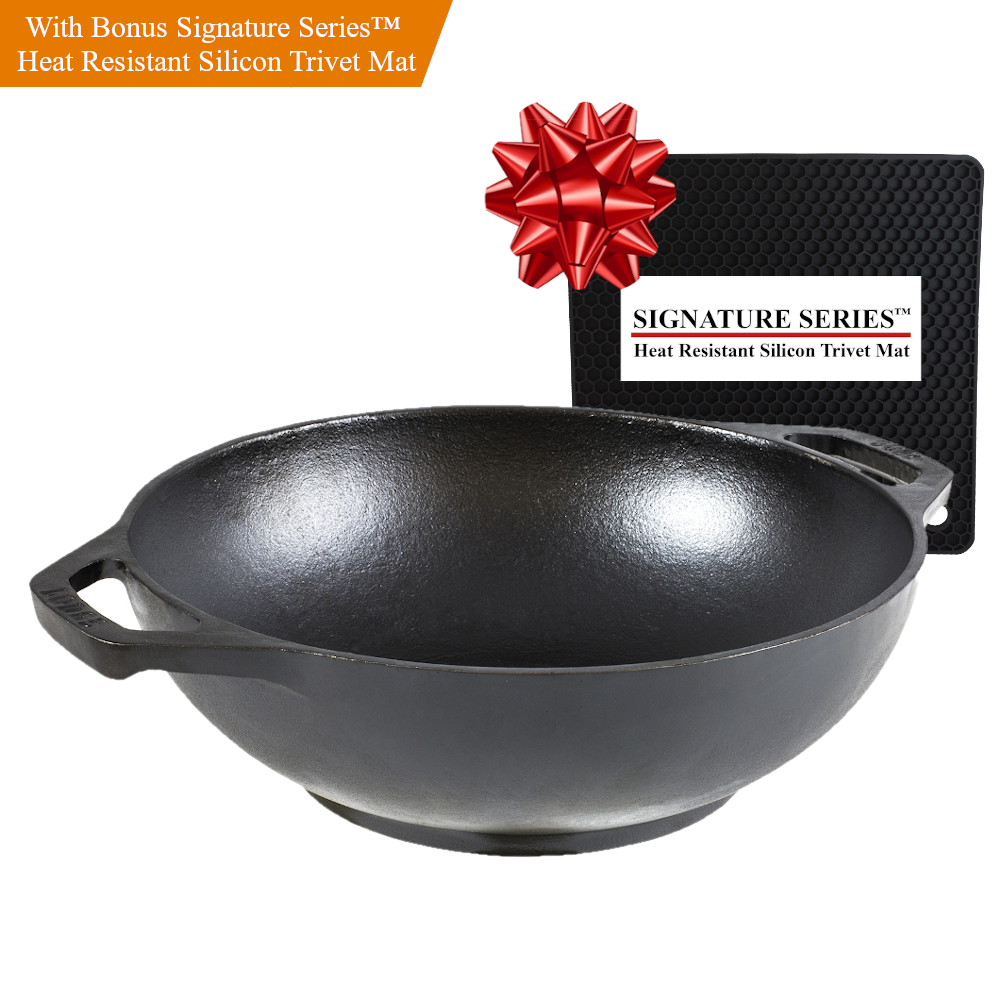 With Bonus Signature Series™
Heat Resistant Silicon Trivet Mat
SIGNATURE SERIES™
Heat Resistant Silicon Trivet Mat